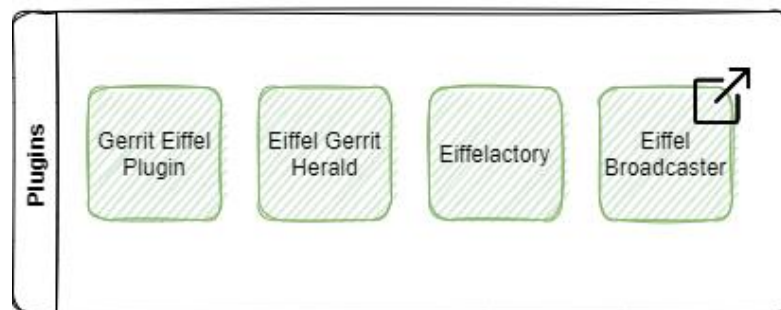 Plugins
Gerrit Eiffel
Plugin
Eiffel Gerrit
Herald
Eiffelactory
Eiffel
Broadcaster